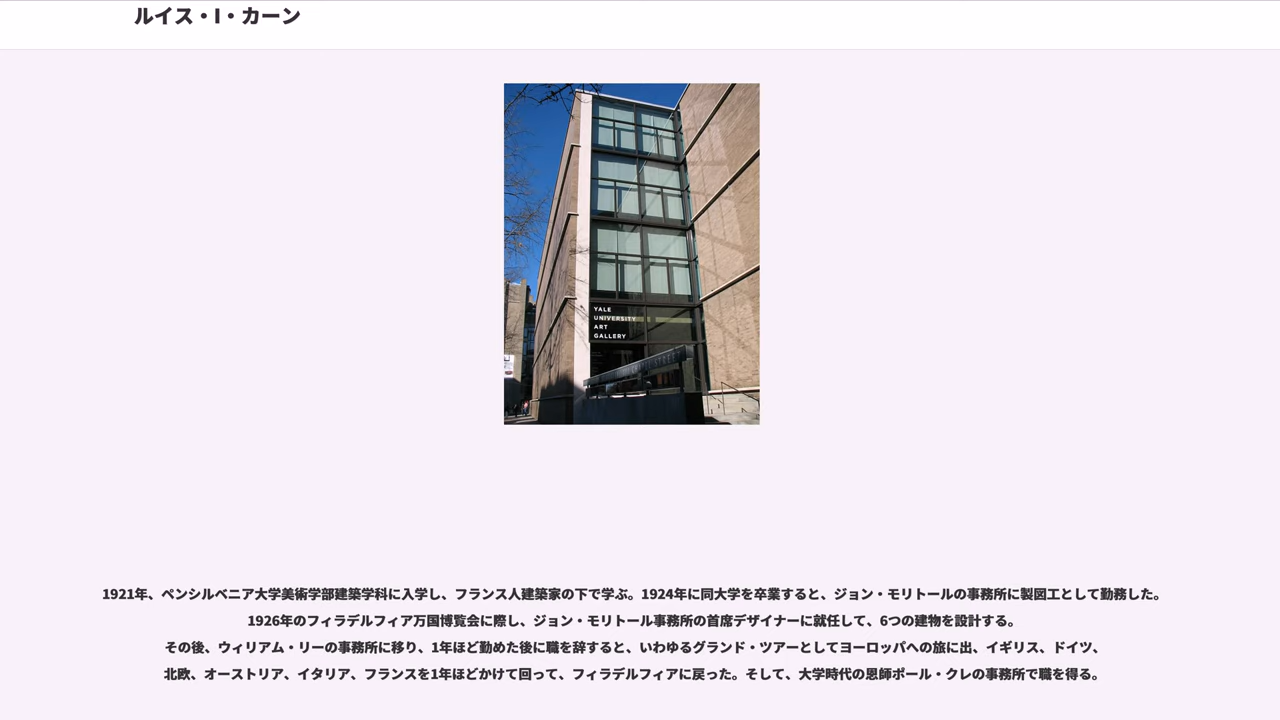 ルイス・I・カーン
YALE
UNIVERSITY
ART
GALLERY
1921年、ペンシルベニア大学美術学部建築学科に入学し、フランス人建築家の下で学ぶ。1924年に同大学を卒業すると、ジョン・モリトールの事務所に製図工として勤務した。
1926年のフィラデルフィア万国博覧会に際し、ジョン・モリトール事務所の首席デザイナーに就任して、6つの建物を設計する。
その後、ウィリアム・リーの事務所に移り、1年ほど勤めた後に職を辞すると、いわゆるグランド・ツアーとしてヨーロッパへの旅に出、イギリス、ドイツ、
北欧、オーストリア、イタリア、フランスを1年ほどかけて回って、フィラデルフィアに戻った。そして、大学時代の恩師ポール・クレの事務所で職を得る。